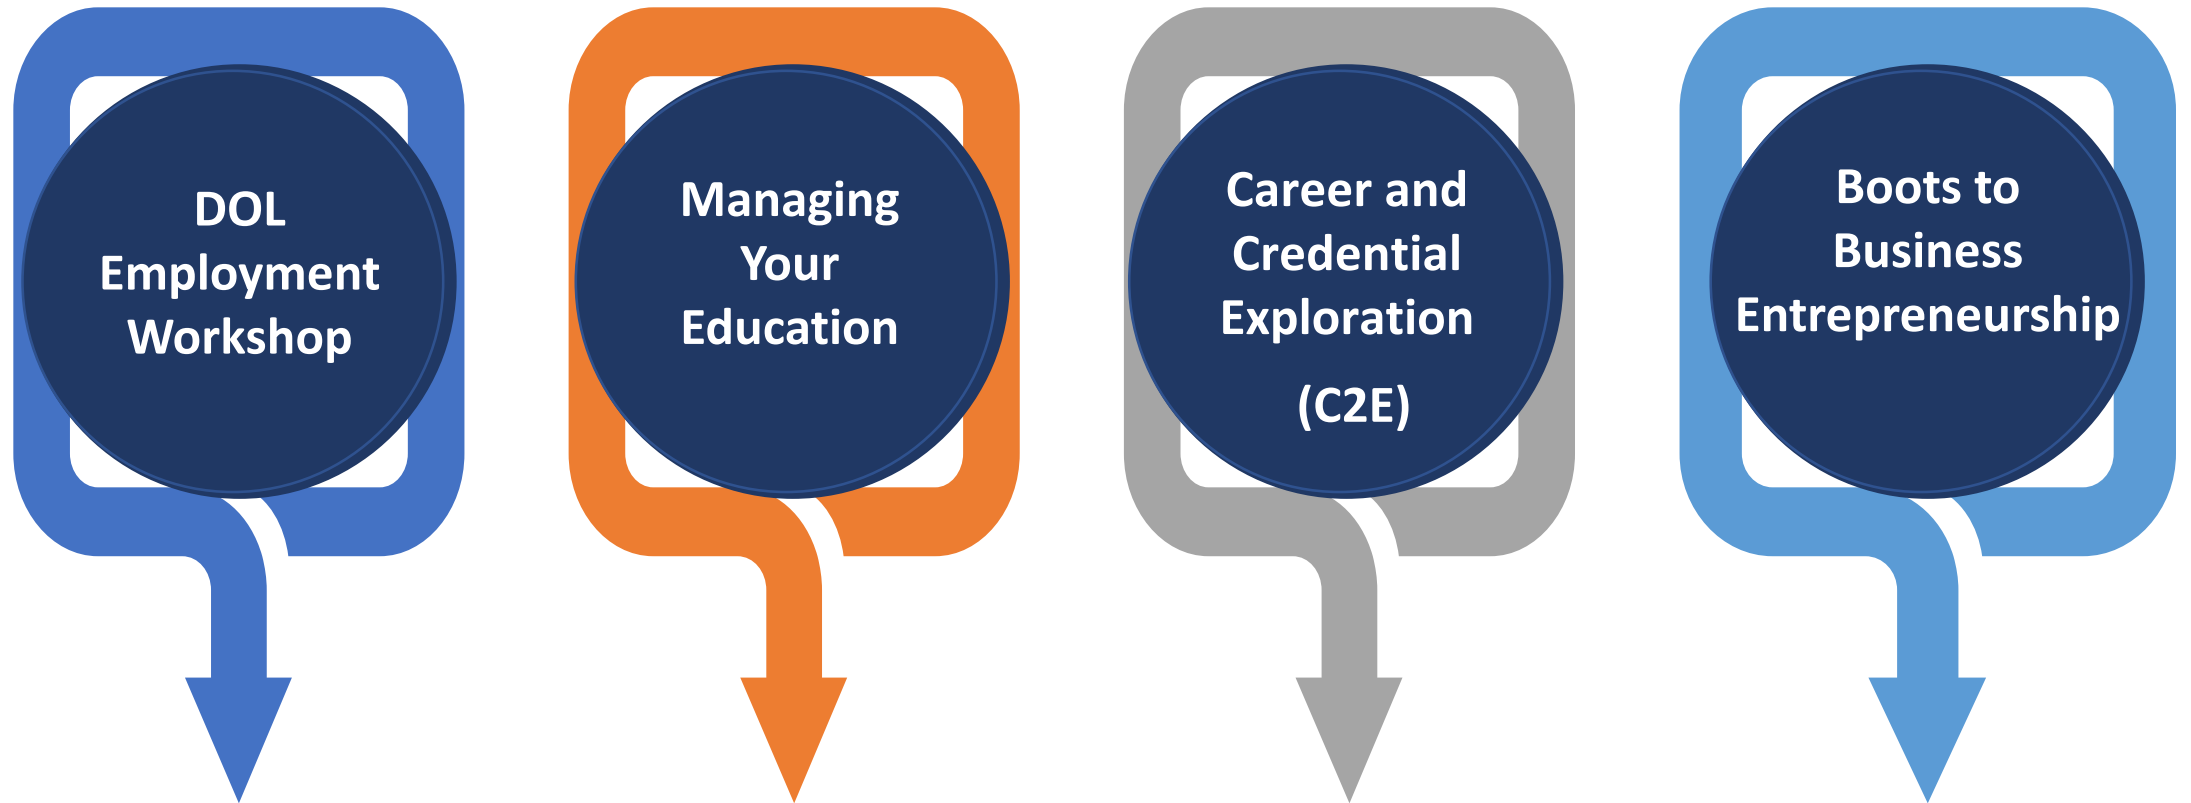 DOL
Employment
Workshop
Managing
Your
Education
Career and
Credential
Exploration
(C2E)
Boots to
Business
Entrepreneurship